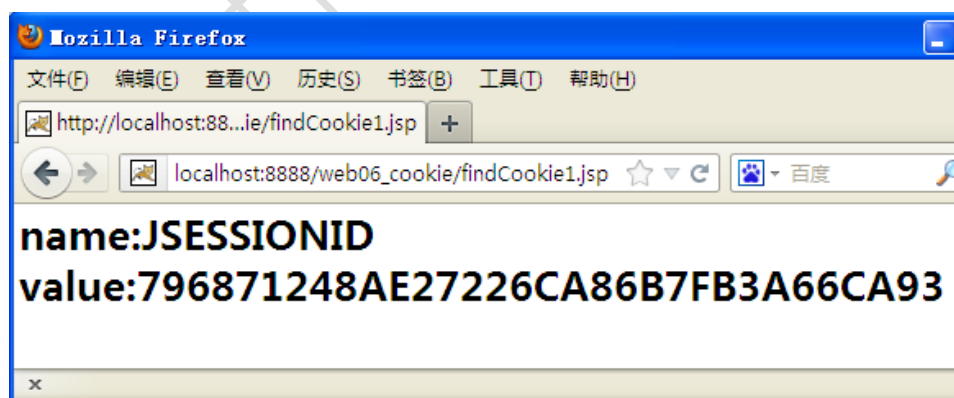 Mozilla Firefox
文件(F) 编辑(E) 查看(V) 历史(S) 书签(B) 工具(T) 帮助(H)
http://localhost:88...ie/findCookie1.jsp +
localhost:8888/web06_cookie/findCookie1.jsp 百度
name:JSESSIONID
value:796871248AE27226CA86B7FB3A66CA93
x